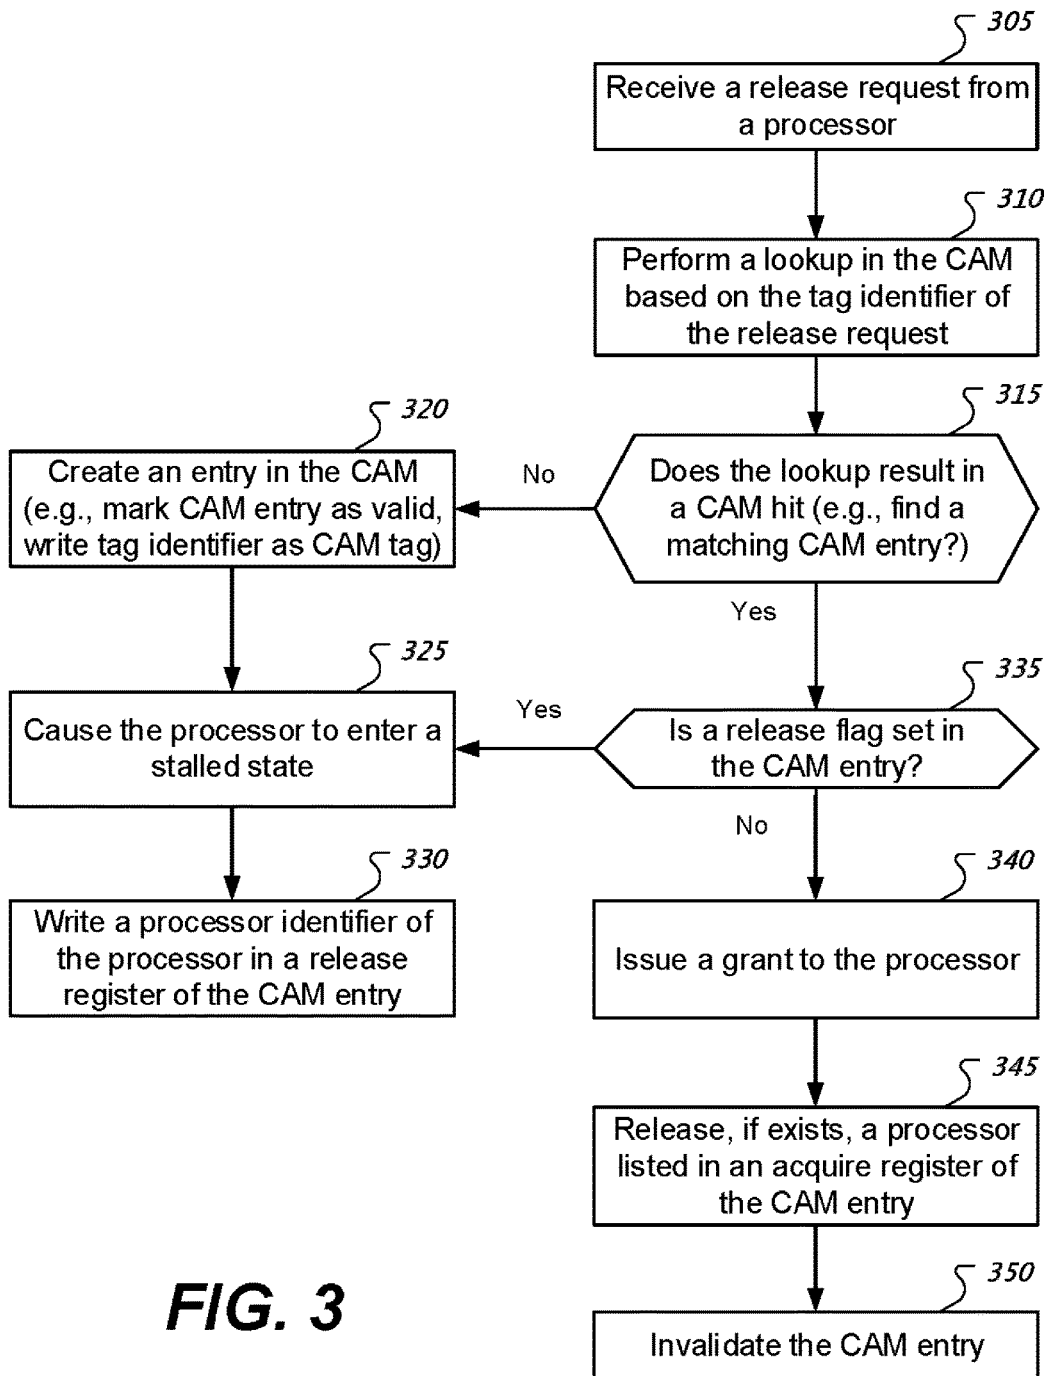 305
Receive a release request from
a processor
310
Perform a lookup in the CAM
based on the tag identifier of
the release request
315
Does the lookup result in
a CAM hit (e.g., find a
matching CAM entry?)
No
Yes
320
Create an entry in the CAM
(e.g., mark CAM entry as valid,
write tag identifier as CAM tag)
325
Cause the processor to enter a
stalled state
330
Write a processor identifier of
the processor in a release
register of the CAM entry
335
Is a release flag set in
the CAM entry?
Yes
No
340
Issue a grant to the processor
345
Release, if exists, a processor
listed in an acquire register of
the CAM entry
350
Invalidate the CAM entry
FIG. 3